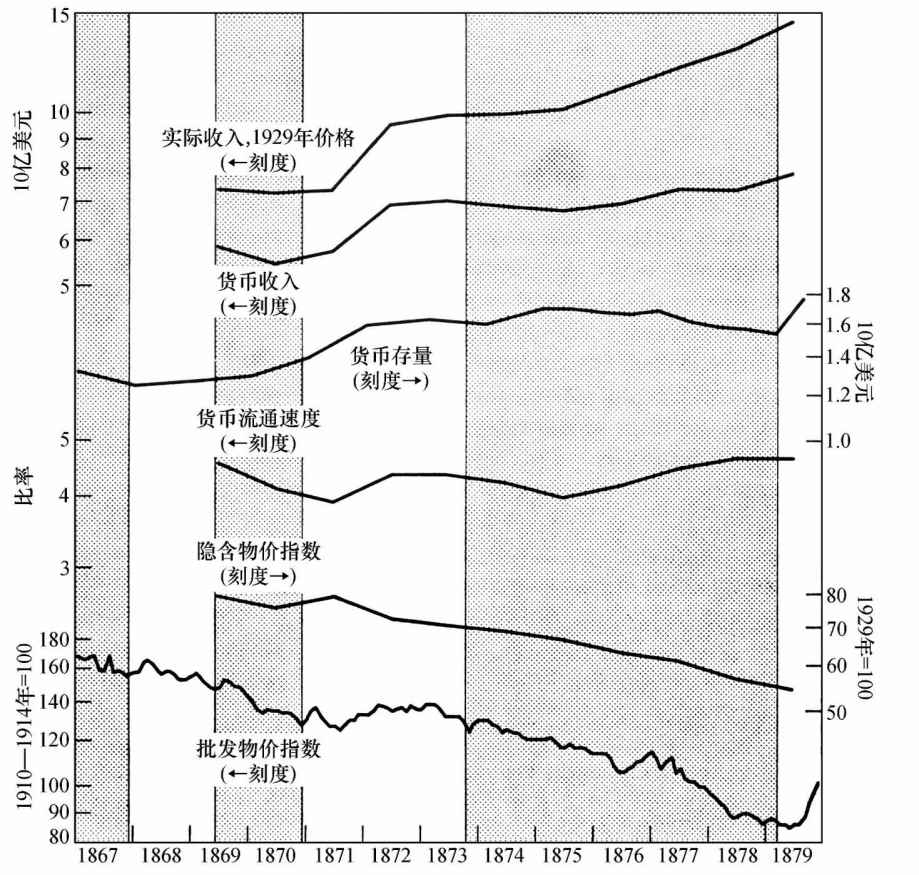 15
10
9
8
7
6
5
10亿美元
实际收入,1929年价格
(←刻度)
货币收入
(←刻度)
1.8
1.6
1.4
1.2
1.0
10亿美元
货币存量
(刻度→)
货币流通速度
(←刻度)
5
4
3
比率
隐含物价指数
(刻度→)
80
70
60
50
1929年=100
180
160
140
120
100
90
80
1910—1914年=100
批发物价指数
(←刻度)
1867 1868 1869 1870 1871 1872 1873 1874 1875 1876 1877 1878 1879